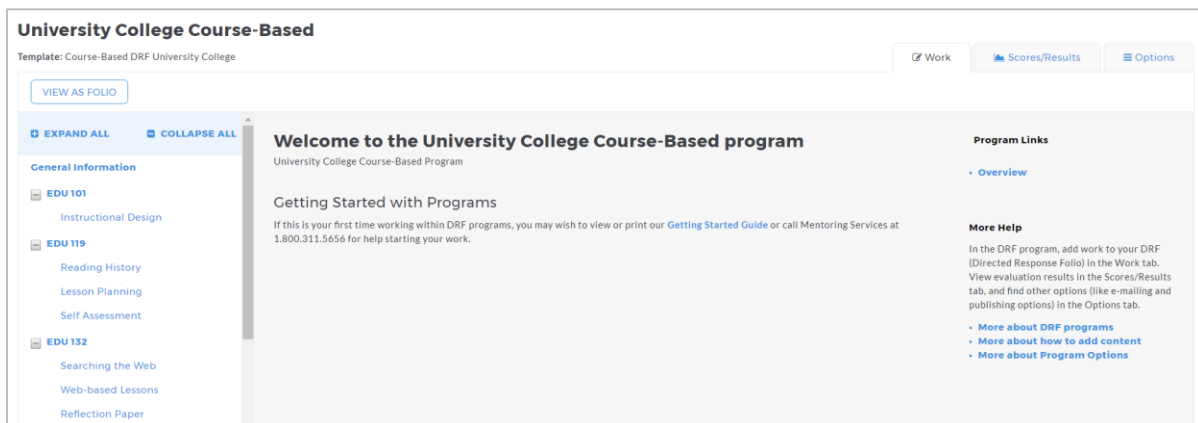 University College Course-Based
Template: Course-Based DRF University College
Work
Scores/Results
Options
VIEW AS FOLIO
EXPAND ALL
COLLAPSE ALL
General Information
EDU 101
Instructional Design
EDU 119
Reading History
Lesson Planning
Self Assessment
EDU 132
Searching the Web
Web-based Lessons
Reflection Paper
Welcome to the University College Course-Based program
University College Course-Based Program
Getting Started with Programs
If this is your first time working within DRF programs, you may wish to view or print our Getting Started Guide or call Mentoring Services at
1.800.311.5656 for help starting your work.
Program Links
• Overview
More Help
In the DRF program, add work to your DRF
(Directed Response Folio) in the Work tab.
View evaluation results in the Scores/Results
tab, and find other options (like e-mailing and
publishing options) in the Options tab.
• More about DRF programs
• More about how to add content
• More about Program Options